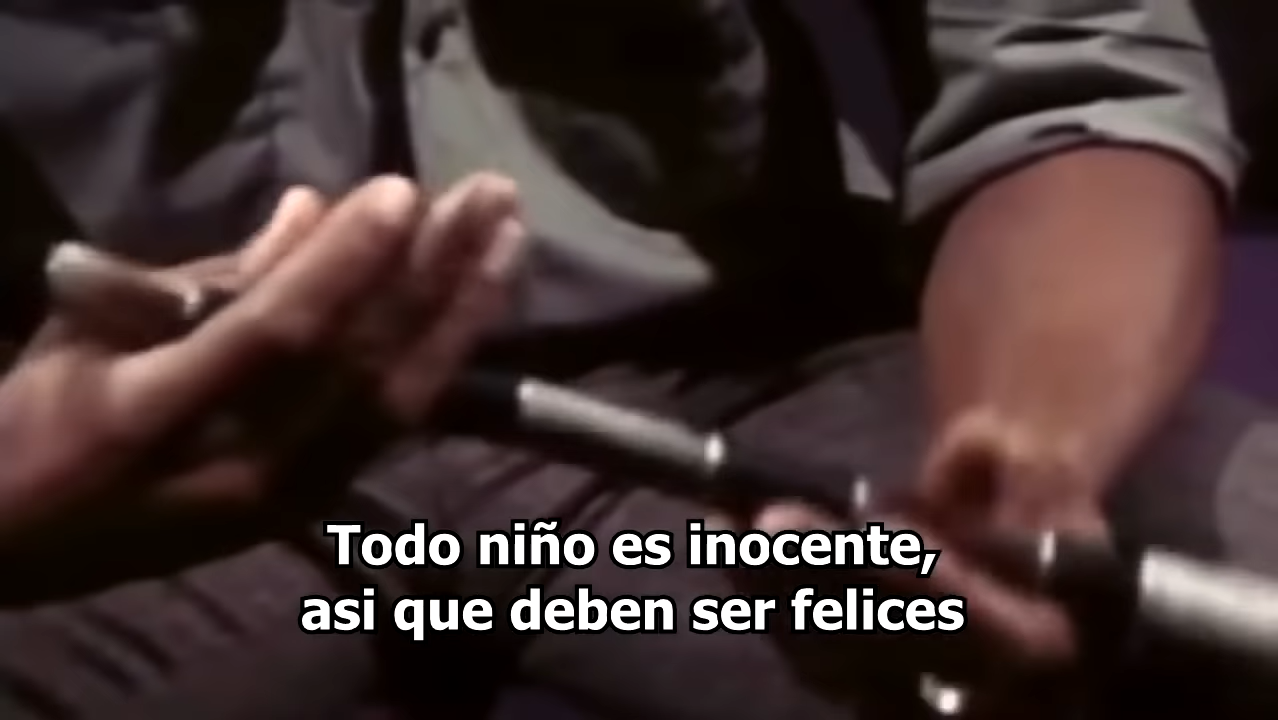 Todo niño es inocente,
asi que deben ser felices